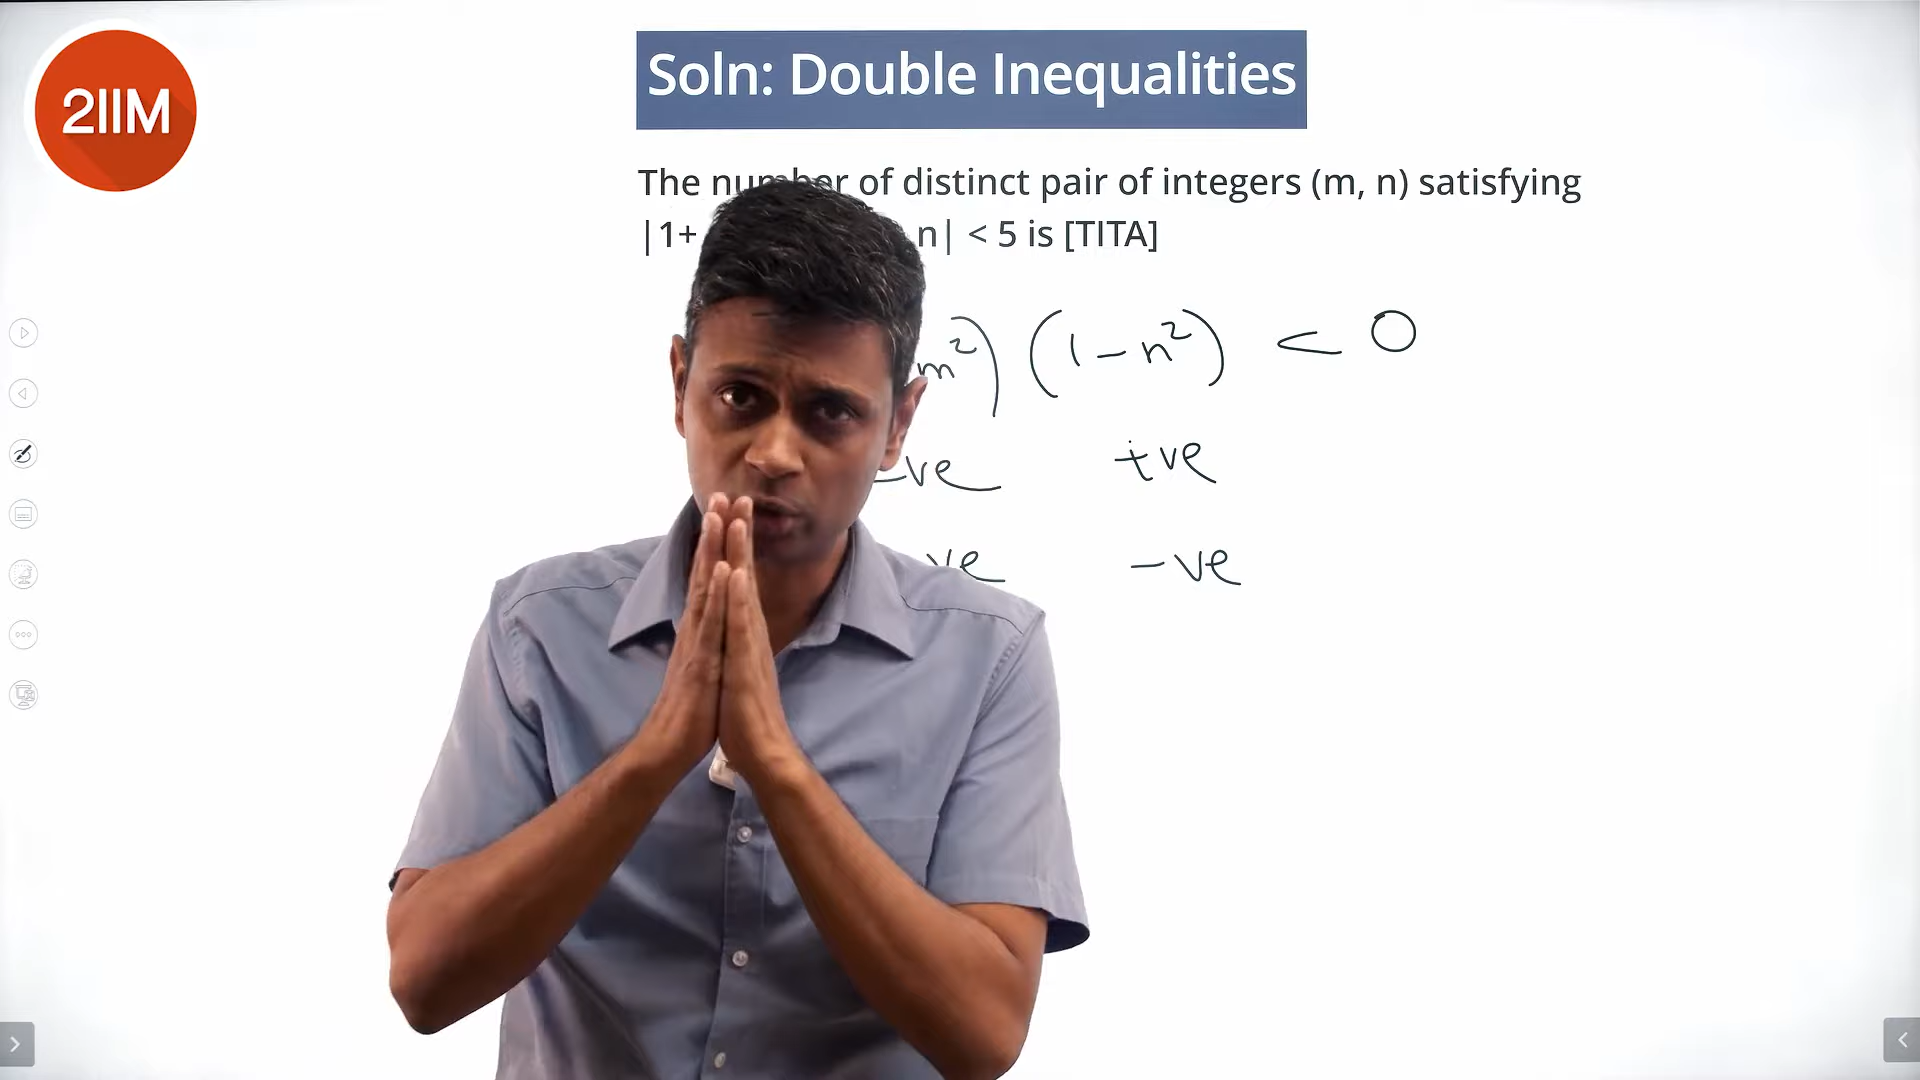 2IIM
Soln: Double Inequalities
The number of distinct pair of integers (m, n) satisfying
|1+ n| < 5 is [TITA]
m²) (1-n²) < 0
-ve +ve
ve -ve